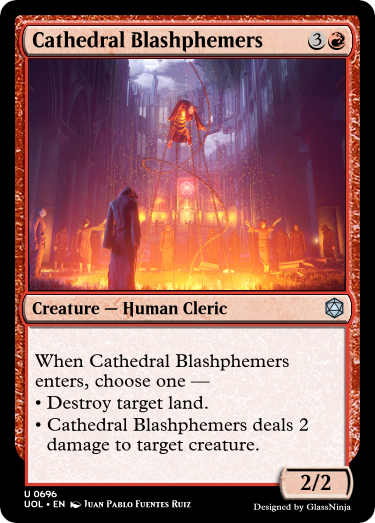 Cathedral Blashphemers 3
Creature — Human Cleric
When Cathedral Blashphemers
enters, choose one —
• Destroy target land.
• Cathedral Blashphemers deals 2
damage to target creature.
2/2
U 0696
UOL • EN Juan Pablo Fuentes Ruiz
Designed by GlassNinja